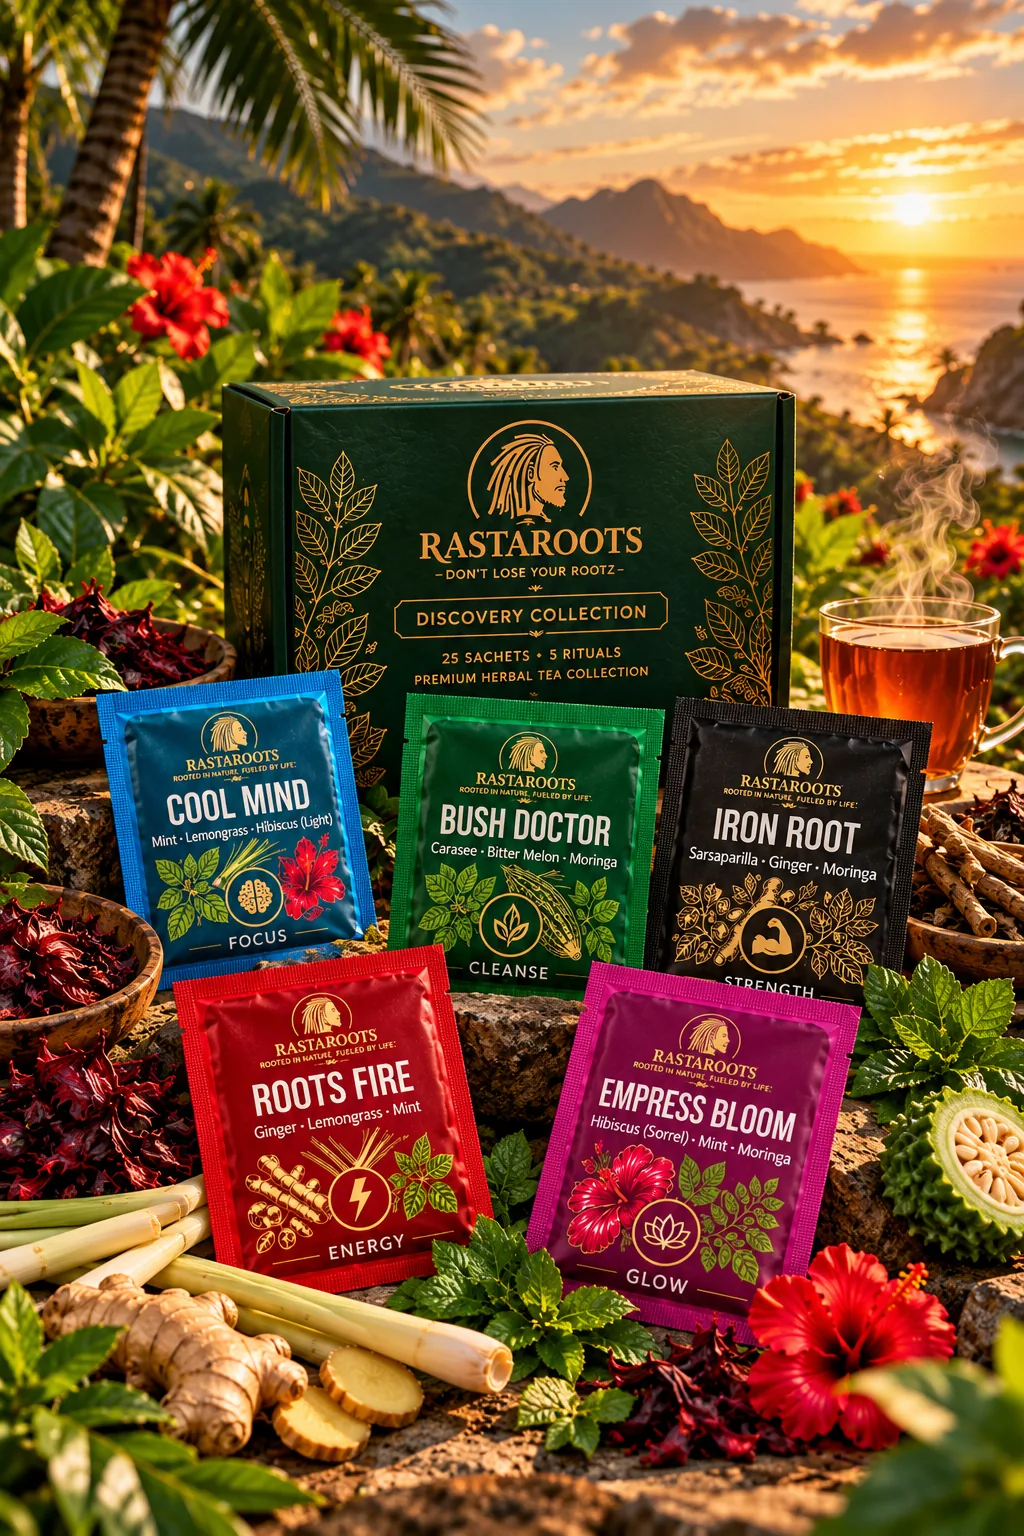 RASTAROOTS
DON'T LOSE YOUR ROOTZ
DISCOVERY COLLECTION
25 SACHETS • 5 RITUALS
PREMIUM HERBAL TEA COLLECTION
RASTAROOTS
ROOTED IN NATURE, FUELED BY LIFE
COOL MIND
Mint • Lemongrass • Hibiscus (Light)
FOCUS
RASTAROOTS
ROOTED IN NATURE, FUELED BY LIFE
BUSH DOCTOR
Carasee • Bitter Melon • Moringa
CLEANSE
RASTAROOTS
ROOTED IN NATURE, FUELED BY LIFE
IRON ROOT
Sarsaparilla • Ginger • Moringa
STRENGTH
RASTAROOTS
ROOTED IN NATURE, FUELED BY LIFE
ROOTS FIRE
Ginger • Lemongrass • Mint
ENERGY
RASTAROOTS
ROOTED IN NATURE, FUELED BY LIFE
EMPRESS BLOOM
Hibiscus (Sorrel) • Mint • Moringa
GLOW